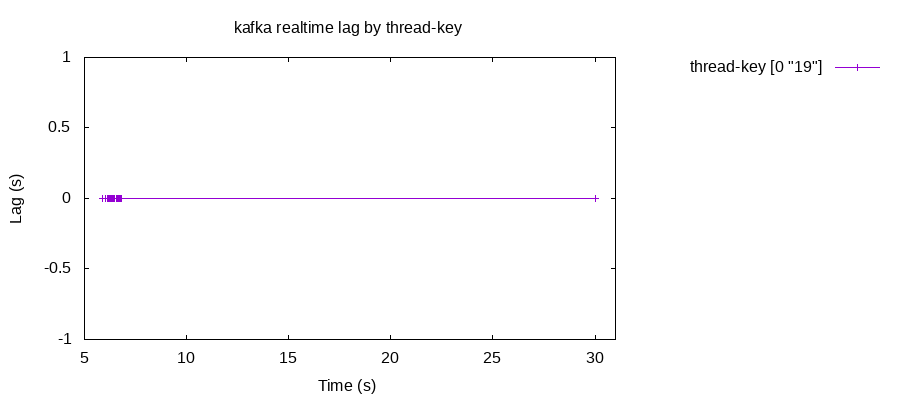 kafka realtime lag by thread-key
thread-key [0 "19"]
1
0.5
0
-0.5
-1
Lag (s)
5 10 15 20 25 30
Time (s)